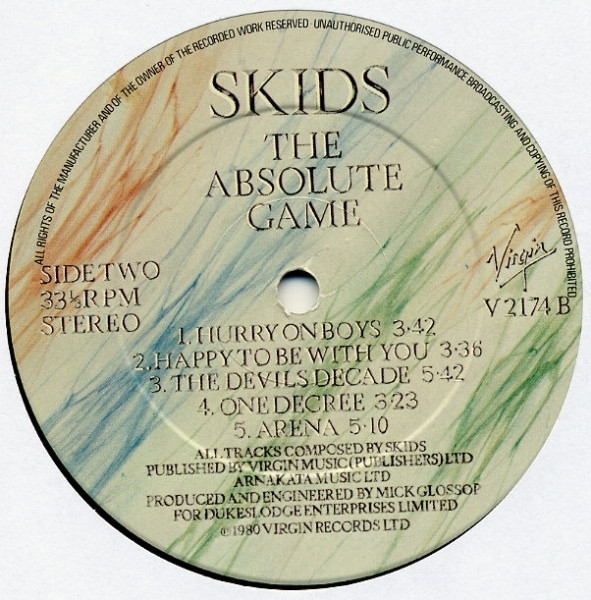 ALL RIGHTS OF THE MANUFACTURER AND OF THE OWNER OF THE RECORDED WORK RESERVED · UNAUTHORISED PUBLIC PERFORMANCE BROADCASTING AND COPYING OF THIS RECORD PROHIBITED.
SKIDS
THE
ABSOLUTE
GAME
SIDE TWO
33⅓ RPM
STEREO
Virgin
V 2174 B
1. HURRY ON BOYS 3·42
2. HAPPY TO BE WITH YOU 3·36
3. THE DEVILS DECADE 5·42
4. ONE DECREE 3·23
5. ARENA 5·10
ALL TRACKS COMPOSED BY SKIDS
PUBLISHED BY VIRGIN MUSIC (PUBLISHERS) LTD
ARNAKATA MUSIC LTD
PRODUCED AND ENGINEERED BY MICK GLOSSOP
FOR DUKESLODGE ENTERPRISES LIMITED
℗ 1980 VIRGIN RECORDS LTD